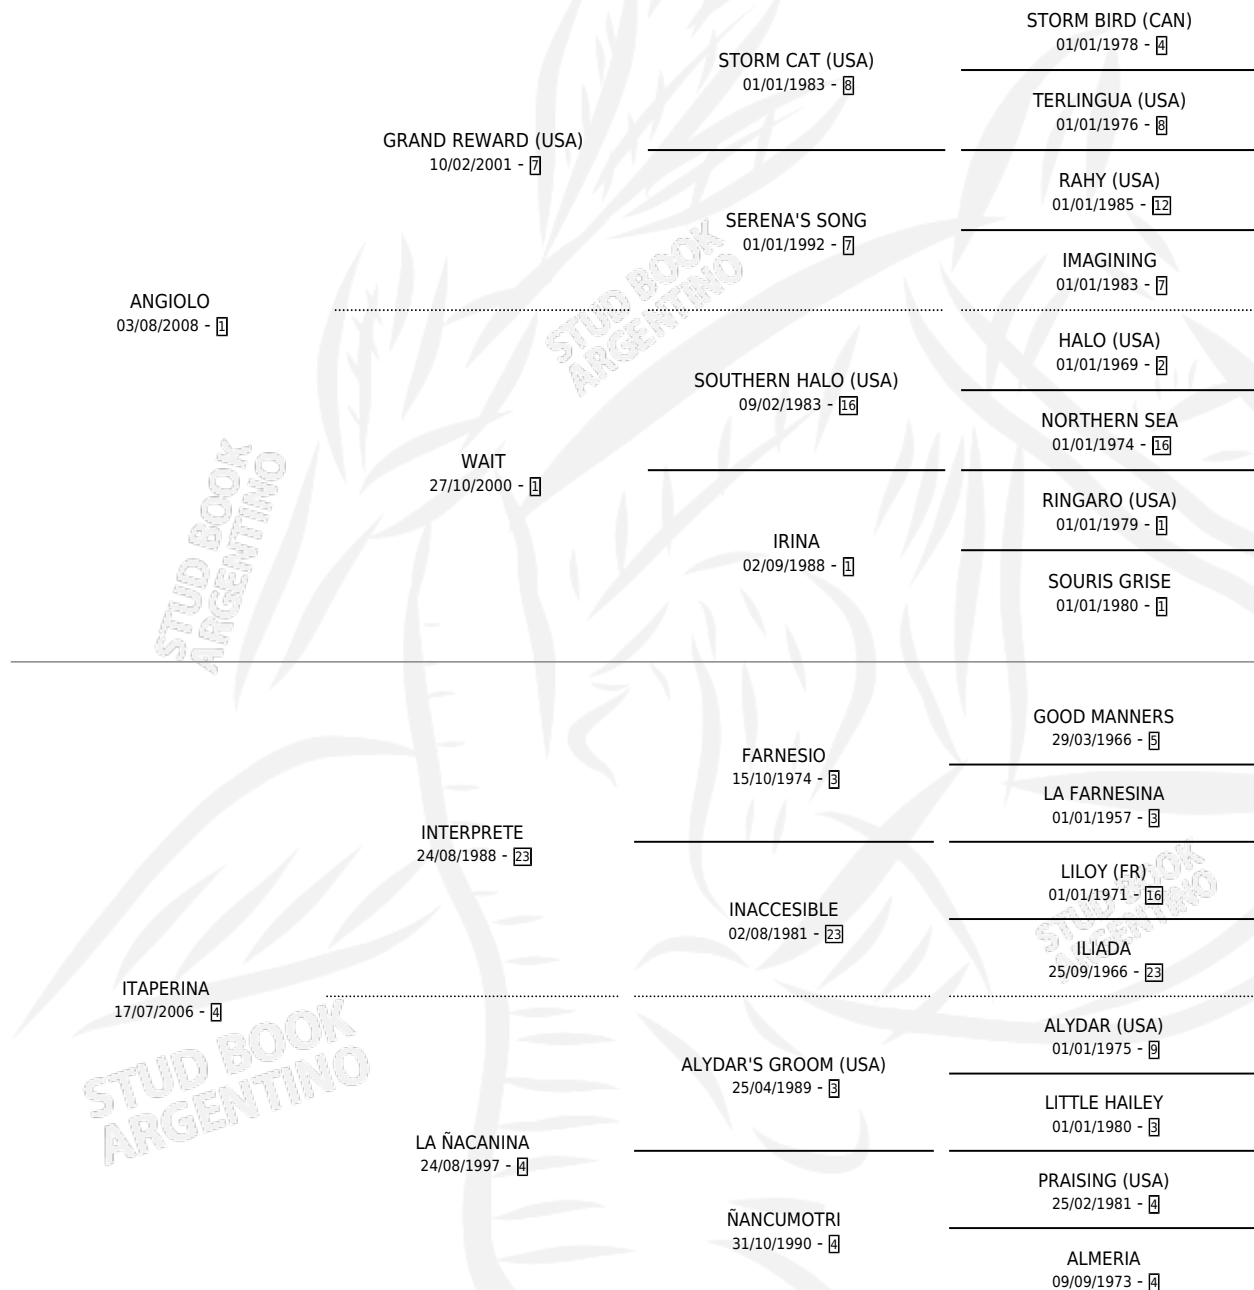 STORM BIRD (CAN)
01/01/1978 - 4
STORM CAT (USA)
01/01/1983 - 8
TERLINGUA (USA)
01/01/1976 - 8
GRAND REWARD (USA)
10/02/2001 - 7
RAHY (USA)
01/01/1985 - 12
SERENA'S SONG
01/01/1992 - 7
IMAGINING
01/01/1983 - 7
ANGIOLO
03/08/2008 - 1
HALO (USA)
01/01/1969 - 2
SOUTHERN HALO (USA)
09/02/1983 - 16
NORTHERN SEA
01/01/1974 - 16
WAIT
27/10/2000 - 1
RINGARO (USA)
01/01/1979 - 1
IRINA
02/09/1988 - 1
SOURIS GRISE
01/01/1980 - 1
STUD BOOK
ARGENTINO
STUD BOOK
ARGENTINO
GOOD MANNERS
29/03/1966 - 5
FARNESIO
15/10/1974 - 3
LA FARNESINA
01/01/1957 - 3
INTERPRETE
24/08/1988 - 23
LILOY (FR)
01/01/1971 - 16
INACCESIBLE
02/08/1981 - 23
ILIADA
25/09/1966 - 23
STUD BOOK
ARGENTINO
ITAPERINA
17/07/2006 - 4
ALYDAR (USA)
01/01/1975 - 9
ALYDAR'S GROOM (USA)
25/04/1989 - 3
LITTLE HAILEY
01/01/1980 - 3
STUD BOOK
ARGENTINO
LA ÑACANINA
24/08/1997 - 4
PRAISING (USA)
25/02/1981 - 4
ÑANCUMOTRI
31/10/1990 - 4
ALMERIA
09/09/1973 - 4